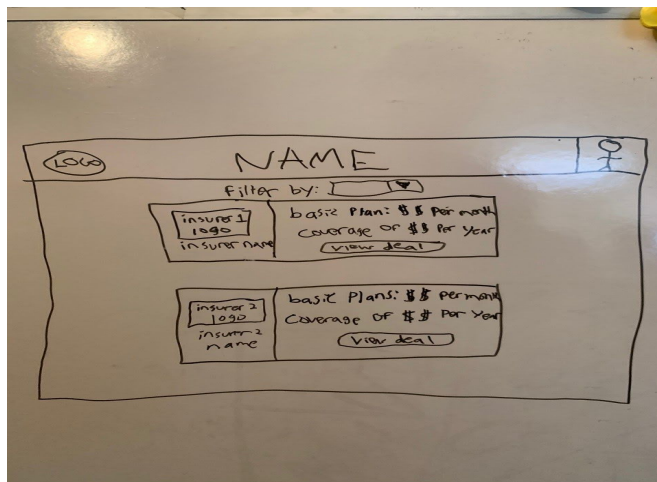 LOGO
NAME
Filter by:
insurer 1
logo
insurer name
basic Plan: $$ Per month
coverage of $$ Per Year
view deal
insurer 2
logo
insurer 2
name
basic Plans: $$ Per month
Coverage of $$ Per Year
View deal